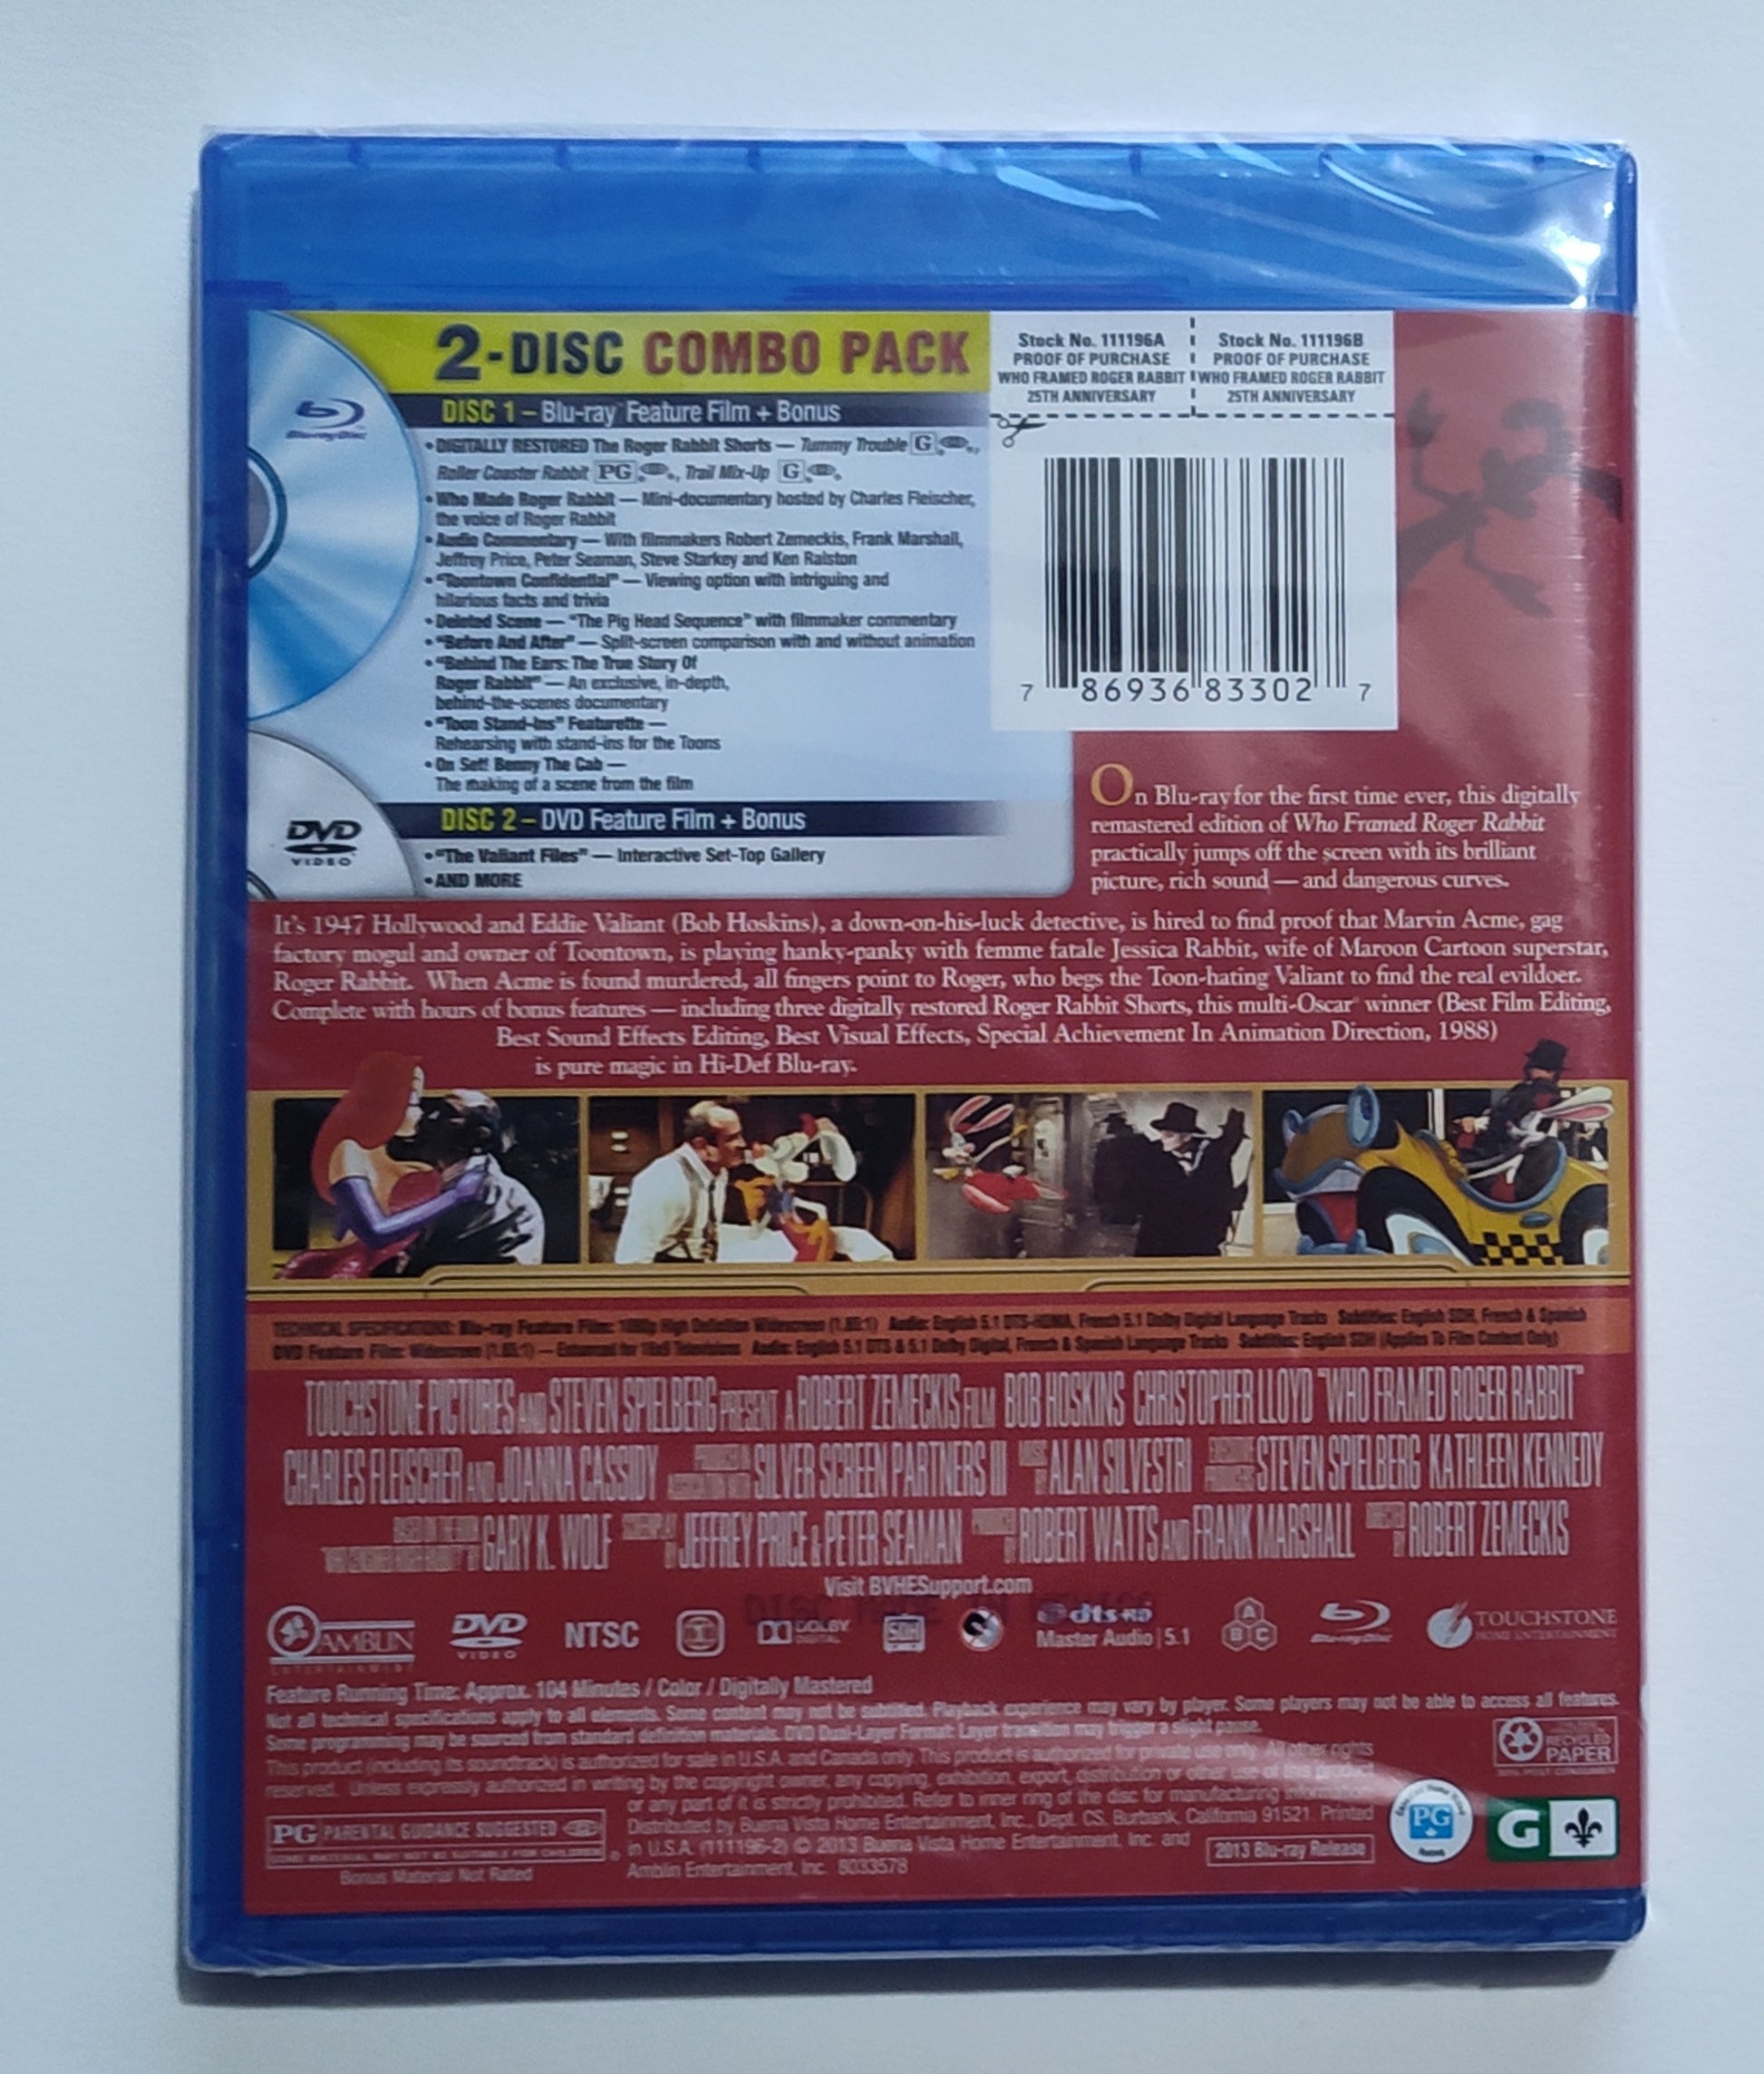 2-DISC COMBO PACK
Blu-ray Disc
DISC 1 – Blu-ray Feature Film + Bonus
• DIGITALLY RESTORED The Roger Rabbit Shorts — Tummy Trouble G,
Roller Coaster Rabbit PG, Trail Mix-Up G
• Who Made Roger Rabbit — Mini-documentary hosted by Charles Fleischer,
the voice of Roger Rabbit
• Audio Commentary — With filmmakers Robert Zemeckis, Frank Marshall,
Jeffrey Price, Peter Seaman, Steve Starkey and Ken Ralston
• "Toontown Confidential" — Viewing option with intriguing and
hilarious facts and trivia
• Deleted Scene — "The Pig Head Sequence" with filmmaker commentary
• "Before And After" — Split-screen comparison with and without animation
• "Behind The Ears: The True Story Of
Roger Rabbit" — An exclusive, in-depth,
behind-the-scenes documentary
• "Toon Stand-Ins" Featurette —
Rehearsing with stand-ins for the Toons
• On Set! Benny The Cab —
The making of a scene from the film
DVD
VIDEO
DISC 2 – DVD Feature Film + Bonus
• "The Valiant Files" — Interactive Set-Top Gallery
• AND MORE
Stock No. 111196A
PROOF OF PURCHASE
WHO FRAMED ROGER RABBIT
25TH ANNIVERSARY
Stock No. 111196B
PROOF OF PURCHASE
WHO FRAMED ROGER RABBIT
25TH ANNIVERSARY
7 86936 83302 7
On Blu-ray for the first time ever, this digitally
remastered edition of Who Framed Roger Rabbit
practically jumps off the screen with its brilliant
picture, rich sound — and dangerous curves.
It's 1947 Hollywood and Eddie Valiant (Bob Hoskins), a down-on-his-luck detective, is hired to find proof that Marvin Acme, gag
factory mogul and owner of Toontown, is playing hanky-panky with femme fatale Jessica Rabbit, wife of Maroon Cartoon superstar,
Roger Rabbit. When Acme is found murdered, all fingers point to Roger, who begs the Toon-hating Valiant to find the real evildoer.
Complete with hours of bonus features — including three digitally restored Roger Rabbit Shorts, this multi-Oscar® winner (Best Film Editing,
Best Sound Effects Editing, Best Visual Effects, Special Achievement In Animation Direction, 1988)
is pure magic in Hi-Def Blu-ray.
TECHNICAL SPECIFICATIONS: Blu-ray Feature Film: 1080p High Definition Widescreen (1.85:1) Audio: English 5.1 DTS-HDMA, French 5.1 Dolby Digital Language Tracks Subtitles: English SDH, French & Spanish
DVD Feature Film: Widescreen (1.85:1) — Enhanced for 16x9 Televisions Audio: English 5.1 DTS & 5.1 Dolby Digital, French & Spanish Language Tracks Subtitles: English SDH (Applies To Film Content Only)
TOUCHSTONE PICTURES AND STEVEN SPIELBERG PRESENT A ROBERT ZEMECKIS FILM BOB HOSKINS CHRISTOPHER LLOYD "WHO FRAMED ROGER RABBIT"
CHARLES FLEISCHER AND JOANNA CASSIDY SILVER SCREEN PARTNERS III ALAN SILVESTRI STEVEN SPIELBERG KATHLEEN KENNEDY
GARY K. WOLF JEFFREY PRICE & PETER SEAMAN ROBERT WATTS AND FRANK MARSHALL ROBERT ZEMECKIS
Visit BVHESupport.com
DISC MADE IN MEXICO
AMBLIN
ENTERTAINMENT
DVD
VIDEO
NTSC
1
DOLBY
DIGITAL
SDH
dts-HD
Master Audio | 5.1
A
B C
Blu-ray Disc
TOUCHSTONE
HOME ENTERTAINMENT
Feature Running Time: Approx. 104 Minutes / Color / Digitally Mastered
Not all technical specifications apply to all elements. Some content may not be subtitled. Playback experience may vary by player. Some players may not be able to access all features.
Some programming may be sourced from standard definition materials. DVD Dual-Layer Format: Layer transition may trigger a slight pause.
This product (including its soundtrack) is authorized for sale in U.S.A. and Canada only. This product is authorized for private use only. All other rights
reserved. Unless expressly authorized in writing by the copyright owner, any copying, exhibition, export, distribution or other use of this product
or any part of it is strictly prohibited. Refer to inner ring of the disc for manufacturing information.
Distributed by Buena Vista Home Entertainment, Inc., Dept. CS, Burbank, California 91521. Printed
in U.S.A. (111196-2) © 2013 Buena Vista Home Entertainment, Inc. and
Amblin Entertainment, Inc. 8033578
PG PARENTAL GUIDANCE SUGGESTED
SOME MATERIAL MAY NOT BE SUITABLE FOR CHILDREN
Bonus Material Not Rated
2013 Blu-ray Release
RECYCLED
PAPER
PG
G